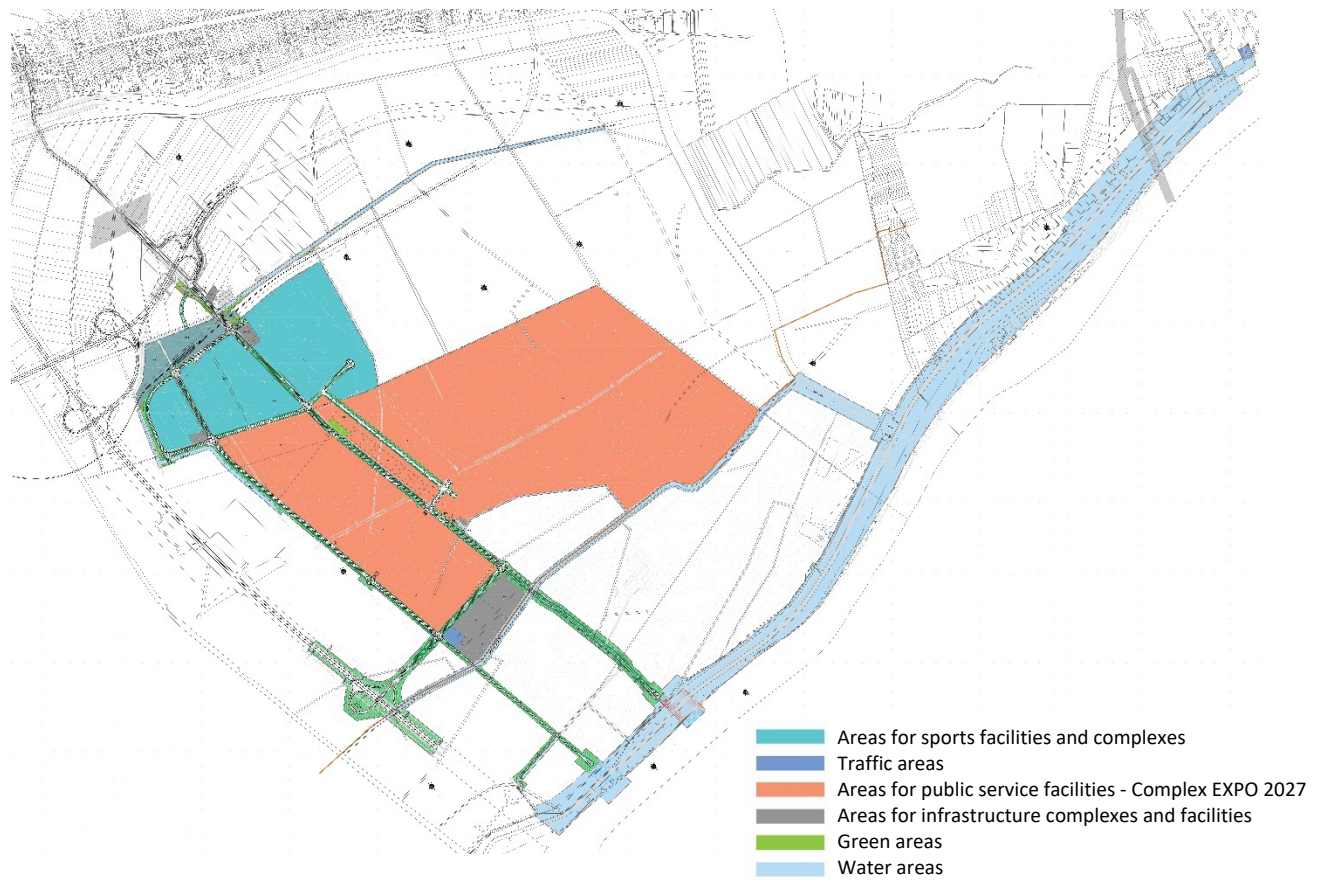 Areas for sports facilities and complexes
Traffic areas
Areas for public service facilities - Complex EXPO 2027
Areas for infrastructure complexes and facilities
Green areas
Water areas